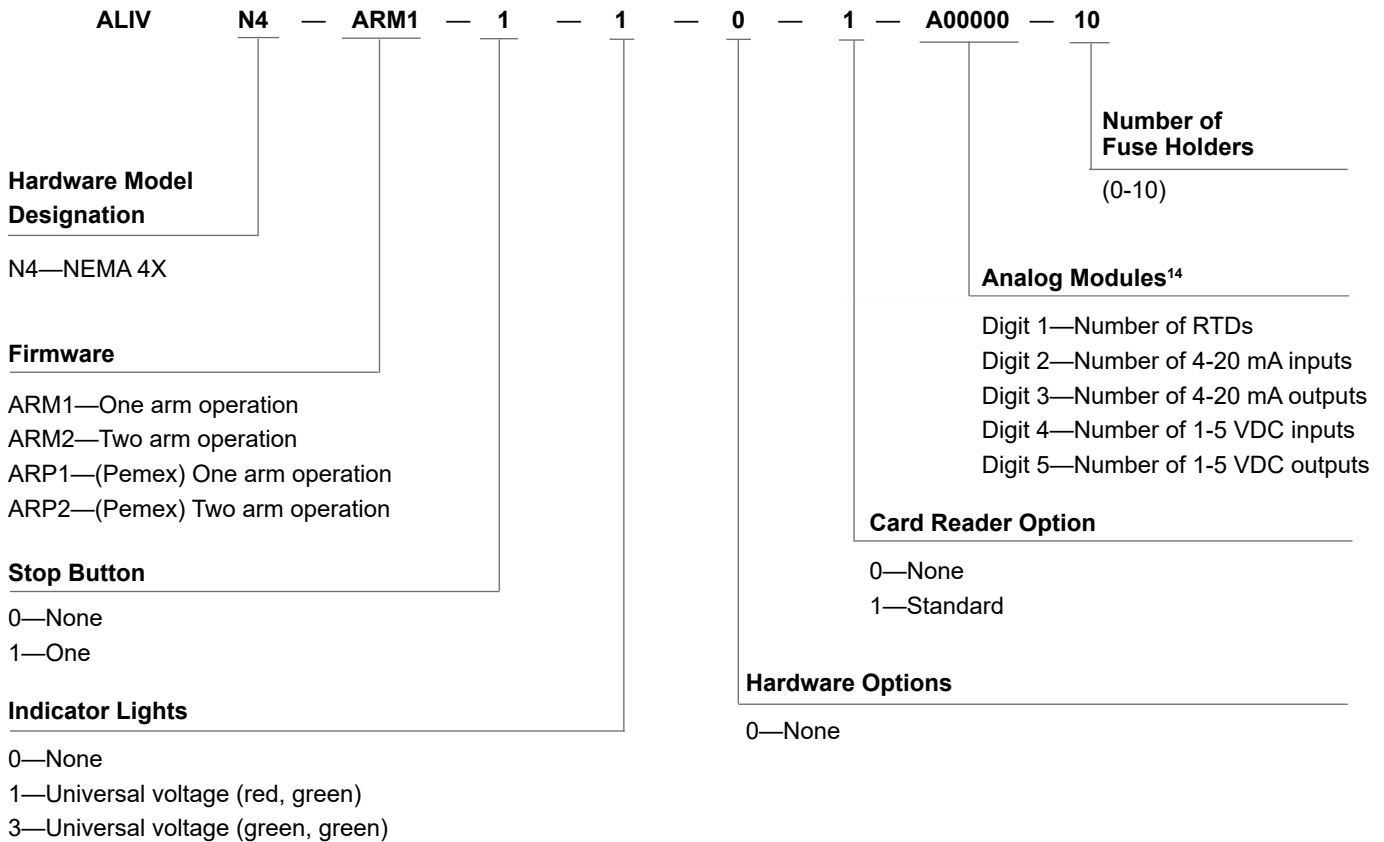 ALIV N4 — ARM1 — 1 — 1 — 0 — 1 — A00000 — 10
Number of
Fuse Holders
(0-10)
Hardware Model
Designation
N4—NEMA 4X
Analog Modules¹⁴
Digit 1—Number of RTDs
Digit 2—Number of 4-20 mA inputs
Digit 3—Number of 4-20 mA outputs
Digit 4—Number of 1-5 VDC inputs
Digit 5—Number of 1-5 VDC outputs
Firmware
ARM1—One arm operation
ARM2—Two arm operation
ARP1—(Pemex) One arm operation
ARP2—(Pemex) Two arm operation
Card Reader Option
0—None
1—Standard
Stop Button
0—None
1—One
Hardware Options
0—None
Indicator Lights
0—None
1—Universal voltage (red, green)
3—Universal voltage (green, green)